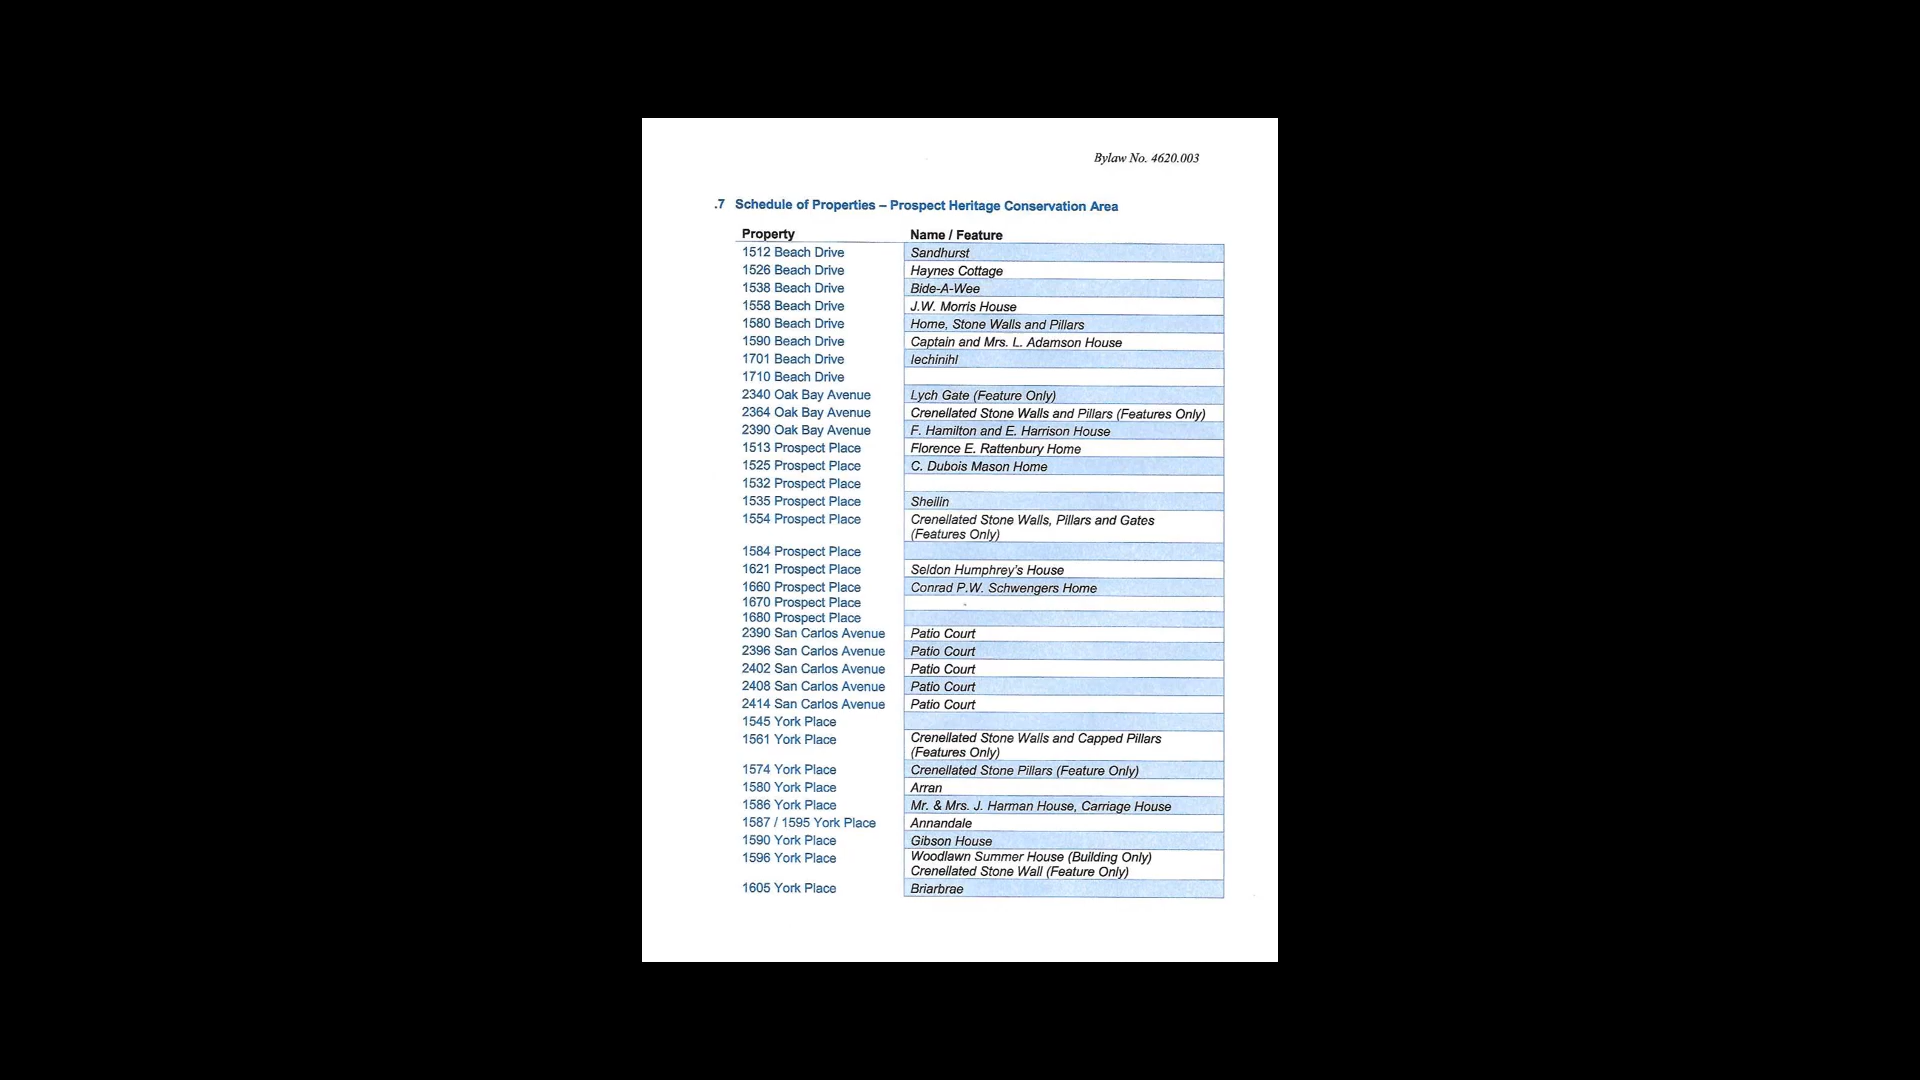 Bylaw No. 4620.003
.7 Schedule of Properties – Prospect Heritage Conservation Area
Property Name / Feature
1512 Beach Drive Sandhurst
1526 Beach Drive Haynes Cottage
1538 Beach Drive Bide-A-Wee
1558 Beach Drive J.W. Morris House
1580 Beach Drive Home, Stone Walls and Pillars
1590 Beach Drive Captain and Mrs. L. Adamson House
1701 Beach Drive Iechinihl
1710 Beach Drive
2340 Oak Bay Avenue Lych Gate (Feature Only)
2364 Oak Bay Avenue Crenellated Stone Walls and Pillars (Features Only)
2390 Oak Bay Avenue F. Hamilton and E. Harrison House
1513 Prospect Place Florence E. Rattenbury Home
1525 Prospect Place C. Dubois Mason Home
1532 Prospect Place
1535 Prospect Place Sheilin
1554 Prospect Place Crenellated Stone Walls, Pillars and Gates
(Features Only)
1584 Prospect Place
1621 Prospect Place Seldon Humphrey's House
1660 Prospect Place Conrad P.W. Schwengers Home
1670 Prospect Place
1680 Prospect Place
2390 San Carlos Avenue Patio Court
2396 San Carlos Avenue Patio Court
2402 San Carlos Avenue Patio Court
2408 San Carlos Avenue Patio Court
2414 San Carlos Avenue Patio Court
1545 York Place
1561 York Place Crenellated Stone Walls and Capped Pillars
(Features Only)
1574 York Place Crenellated Stone Pillars (Feature Only)
1580 York Place Arran
1586 York Place Mr. & Mrs. J. Harman House, Carriage House
1587 / 1595 York Place Annandale
1590 York Place Gibson House
1596 York Place Woodlawn Summer House (Building Only)
Crenellated Stone Wall (Feature Only)
1605 York Place Briarbrae